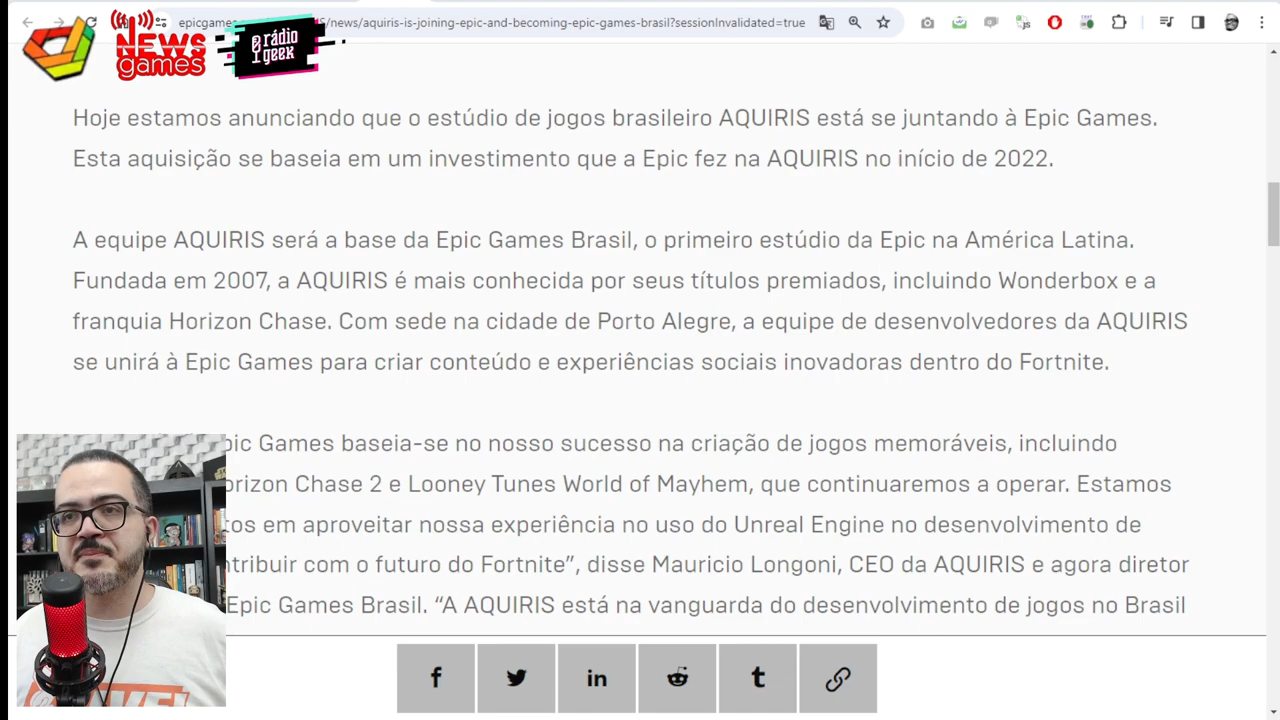 epicgames.
S/news/aquiris-is-joining-epic-and-becoming-epic-games-brasil?sessionInvalidated=true
NEWS
games
rádio
geek
Hoje estamos anunciando que o estúdio de jogos brasileiro AQUIRIS está se juntando à Epic Games.
Esta aquisição se baseia em um investimento que a Epic fez na AQUIRIS no início de 2022.
A equipe AQUIRIS será a base da Epic Games Brasil, o primeiro estúdio da Epic na América Latina.
Fundada em 2007, a AQUIRIS é mais conhecida por seus títulos premiados, incluindo Wonderbox e a
franquia Horizon Chase. Com sede na cidade de Porto Alegre, a equipe de desenvolvedores da AQUIRIS
se unirá à Epic Games para criar conteúdo e experiências sociais inovadoras dentro do Fortnite.
pic Games baseia-se no nosso sucesso na criação de jogos memoráveis, incluindo
orizon Chase 2 e Looney Tunes World of Mayhem, que continuaremos a operar. Estamos
tos em aproveitar nossa experiência no uso do Unreal Engine no desenvolvimento de
ntribuir com o futuro do Fortnite”, disse Mauricio Longoni, CEO da AQUIRIS e agora diretor
Epic Games Brasil. “A AQUIRIS está na vanguarda do desenvolvimento de jogos no Brasil